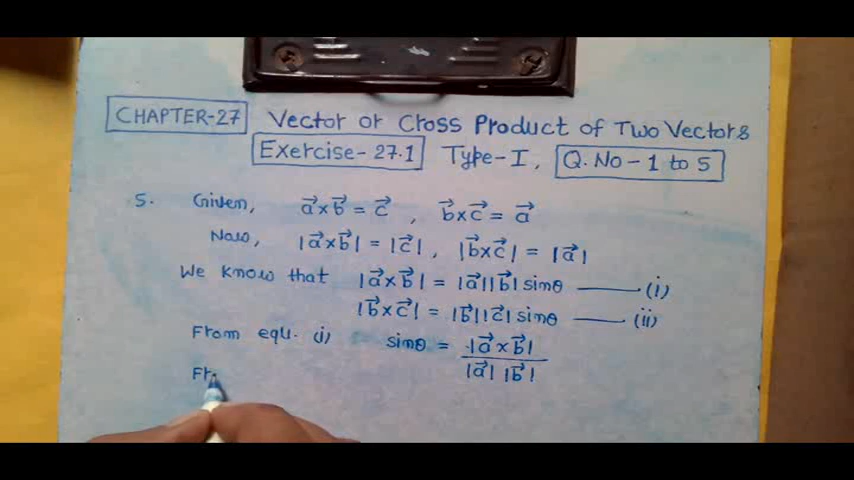 CHAPTER-27 Vector or Cross Product of Two Vectors
Exercise-27.1 Type-I, Q.No-1 to 5
5. Given, a⃗×b⃗ = c⃗ , b⃗×c⃗ = a⃗
Now, |a⃗×b⃗| = |c⃗| , |b⃗×c⃗| = |a⃗|
We know that |a⃗×b⃗| = |a⃗||b⃗| sinθ —— (i)
|b⃗×c⃗| = |b⃗||c⃗| sinθ —— (ii)
From equ. (i) sinθ = |a⃗×b⃗| / |a⃗| |b⃗|
Fr